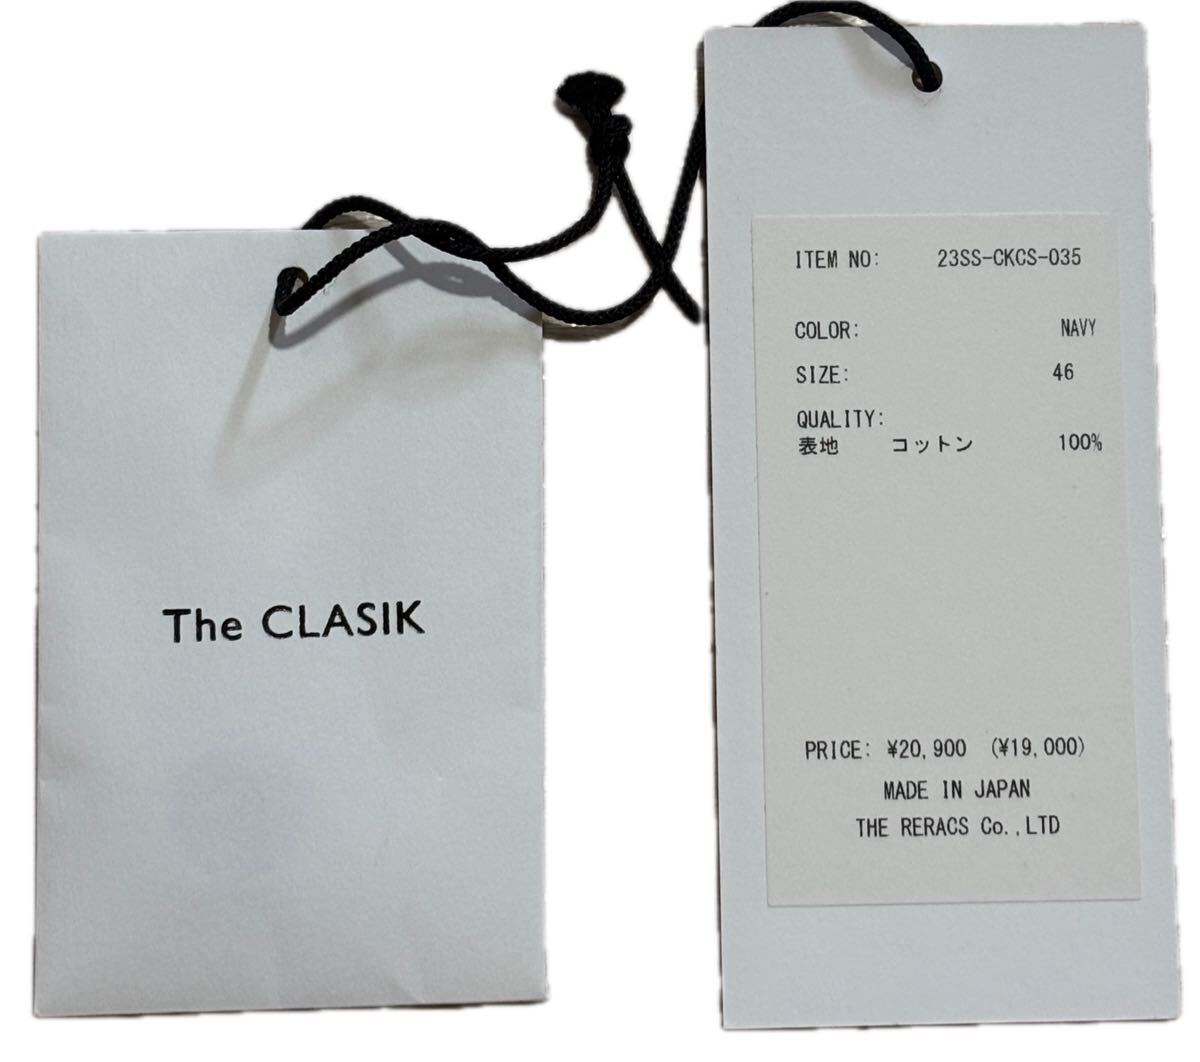 The CLASIK
ITEM NO: 23SS-CKCS-035
COLOR: NAVY
SIZE: 46
QUALITY:
表地 コットン 100%
PRICE: ¥20,900 (¥19,000)
MADE IN JAPAN
THE RERACS Co.,LTD